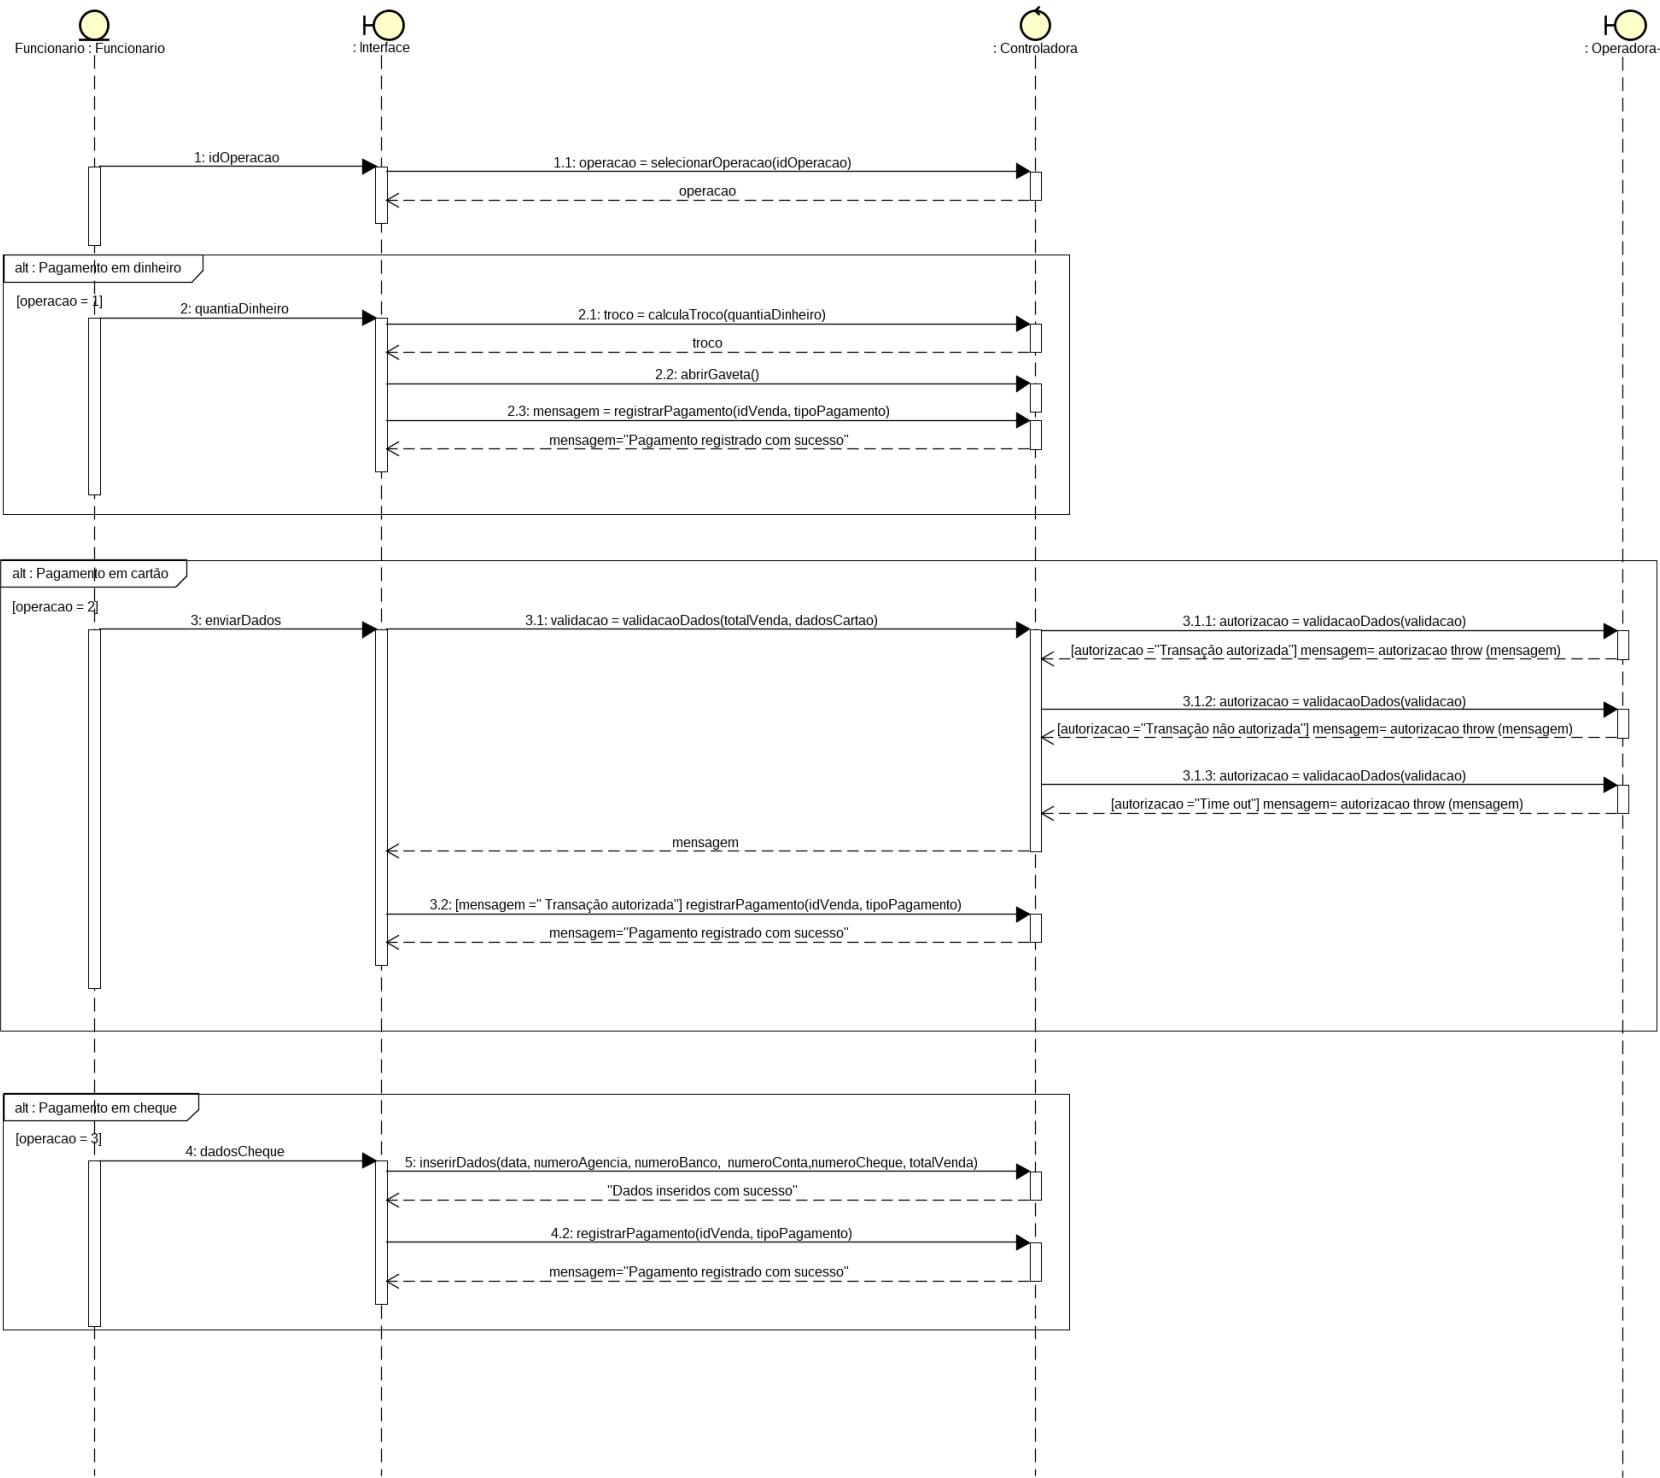 Funcionario : Funcionario
: Interface
: Controladora
: Operadora-
1: idOperacao
1.1: operacao = selecionarOperacao(idOperacao)
operacao
alt : Pagamento em dinheiro
[operacao = 1]
2: quantiaDinheiro
2.1: troco = calculaTroco(quantiaDinheiro)
troco
2.2: abrirGaveta()
2.3: mensagem = registrarPagamento(idVenda, tipoPagamento)
mensagem="Pagamento registrado com sucesso"
alt : Pagamento em cartão
[operacao = 2]
3: enviarDados
3.1: validacao = validacaoDados(totalVenda, dadosCartao)
3.1.1: autorizacao = validacaoDados(validacao)
[autorizacao ="Transação autorizada"] mensagem= autorizacao throw (mensagem)
3.1.2: autorizacao = validacaoDados(validacao)
[autorizacao ="Transação não autorizada"] mensagem= autorizacao throw (mensagem)
3.1.3: autorizacao = validacaoDados(validacao)
[autorizacao ="Time out"] mensagem= autorizacao throw (mensagem)
mensagem
3.2: [mensagem =" Transação autorizada"] registrarPagamento(idVenda, tipoPagamento)
mensagem="Pagamento registrado com sucesso"
alt : Pagamento em cheque
[operacao = 3]
4: dadosCheque
5: inserirDados(data, numeroAgencia, numeroBanco,  numeroConta,numeroCheque, totalVenda)
"Dados inseridos com sucesso"
4.2: registrarPagamento(idVenda, tipoPagamento)
mensagem="Pagamento registrado com sucesso"